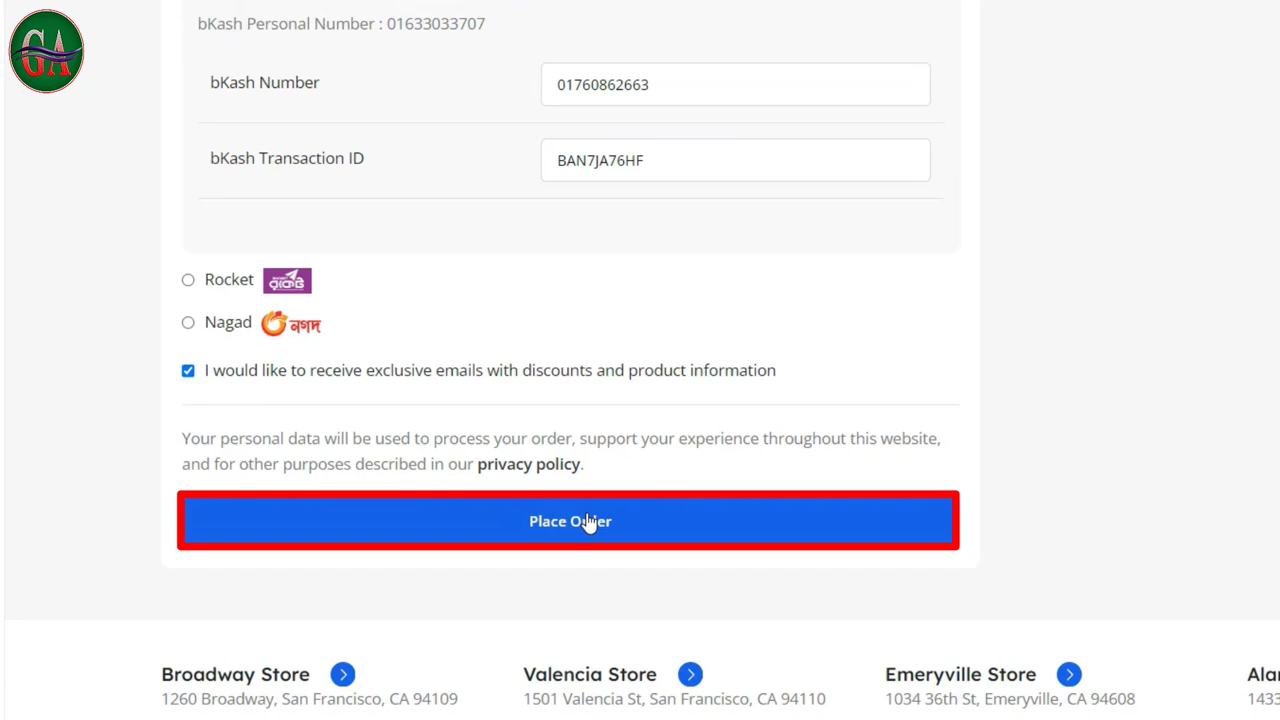 GA
bKash Personal Number : 01633033707
bKash Number
01760862663
bKash Transaction ID
BAN7JA76HF
Rocket রকেট
Nagad নগদ
I would like to receive exclusive emails with discounts and product information
Your personal data will be used to process your order, support your experience throughout this website,
and for other purposes described in our privacy policy.
Place Order
Broadway Store
1260 Broadway, San Francisco, CA 94109
Valencia Store
1501 Valencia St, San Francisco, CA 94110
Emeryville Store
1034 36th St, Emeryville, CA 94608
Ala
1433